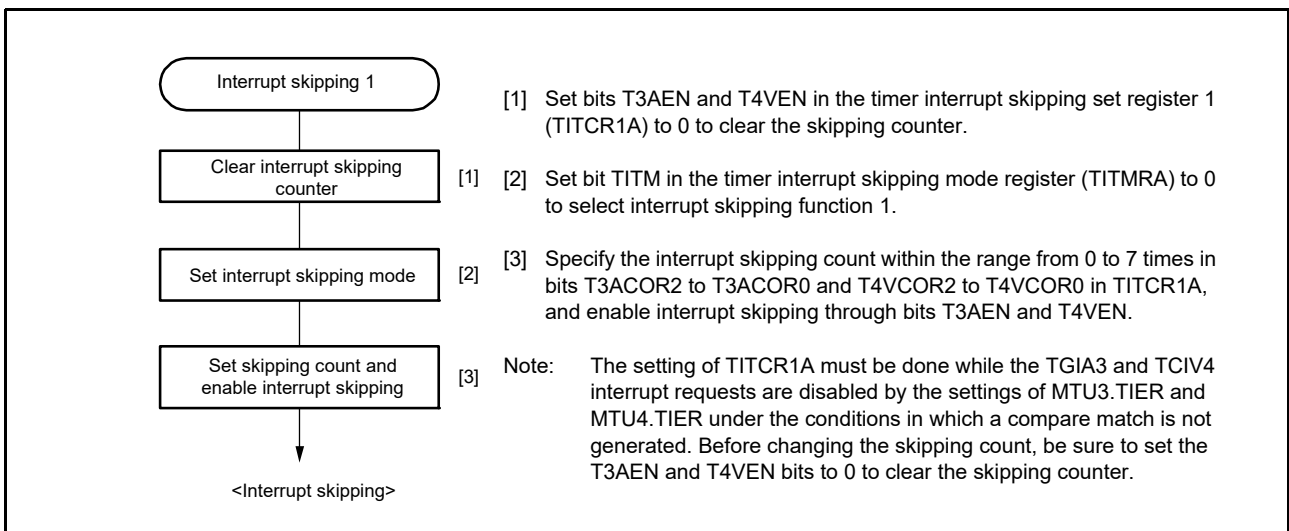 Interrupt skipping 1
Clear interrupt skipping
counter
[1]
Set interrupt skipping mode
[2]
Set skipping count and
enable interrupt skipping
[3]
<Interrupt skipping>
[1] Set bits T3AEN and T4VEN in the timer interrupt skipping set register 1
(TITCR1A) to 0 to clear the skipping counter.
[2] Set bit TITM in the timer interrupt skipping mode register (TITMRA) to 0
to select interrupt skipping function 1.
[3] Specify the interrupt skipping count within the range from 0 to 7 times in
bits T3ACOR2 to T3ACOR0 and T4VCOR2 to T4VCOR0 in TITCR1A,
and enable interrupt skipping through bits T3AEN and T4VEN.
Note: The setting of TITCR1A must be done while the TGIA3 and TCIV4
interrupt requests are disabled by the settings of MTU3.TIER and
MTU4.TIER under the conditions in which a compare match is not
generated. Before changing the skipping count, be sure to set the
T3AEN and T4VEN bits to 0 to clear the skipping counter.